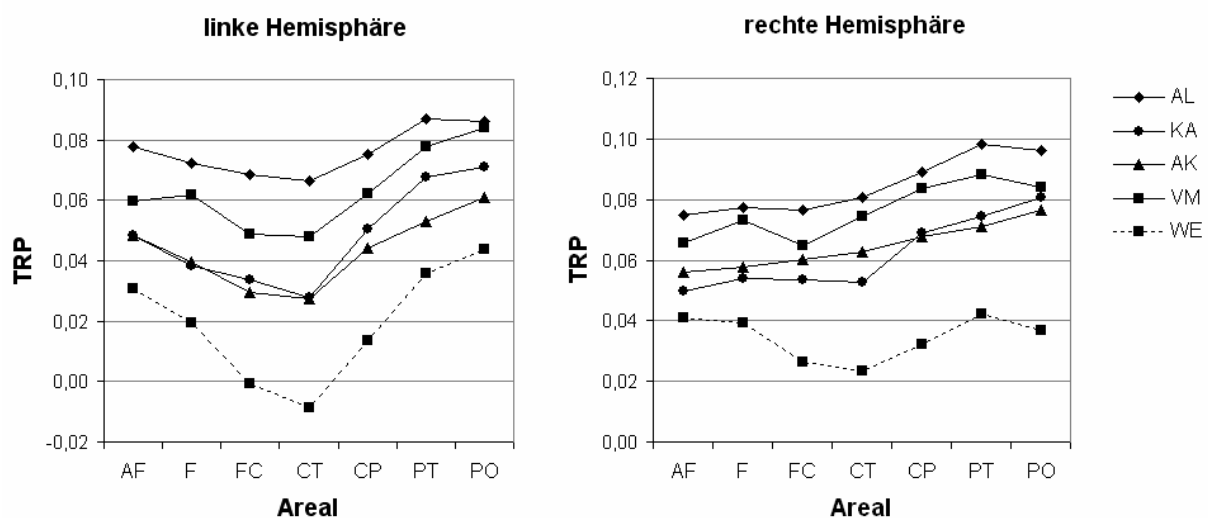 linke Hemisphäre
0,10
0,08
0,06
0,04
0,02
0,00
-0,02
TRP
AF F FC CT CP PT PO
Areal
rechte Hemisphäre
0,12
0,10
0,08
0,06
0,04
0,02
0,00
TRP
AF F FC CT CP PT PO
Areal
AL
KA
AK
VM
WE